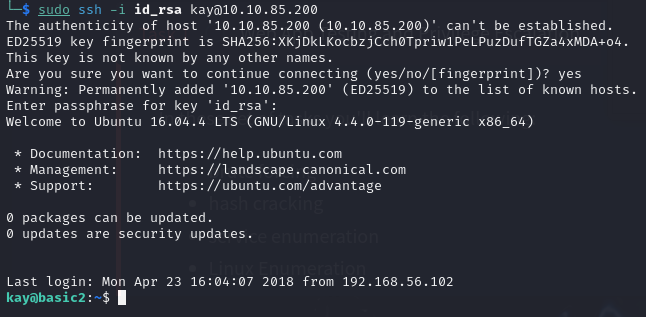 └─$ sudo ssh -i id_rsa kay@10.10.85.200
The authenticity of host '10.10.85.200 (10.10.85.200)' can't be established.
ED25519 key fingerprint is SHA256:XKjDkLKocbzjCch0Tpriw1PeLPuzDufTGZa4xMDA+o4.
This key is not known by any other names.
Are you sure you want to continue connecting (yes/no/[fingerprint])? yes
Warning: Permanently added '10.10.85.200' (ED25519) to the list of known hosts.
Enter passphrase for key 'id_rsa':
Welcome to Ubuntu 16.04.4 LTS (GNU/Linux 4.4.0-119-generic x86_64)
* Documentation: https://help.ubuntu.com
* Management: https://landscape.canonical.com
* Support: https://ubuntu.com/advantage
hash cracking
0 packages can be updated.
0 updates are security updates.
service enumeration
Linux Enumeration
Last login: Mon Apr 23 16:04:07 2018 from 192.168.56.102
kay@basic2:~$